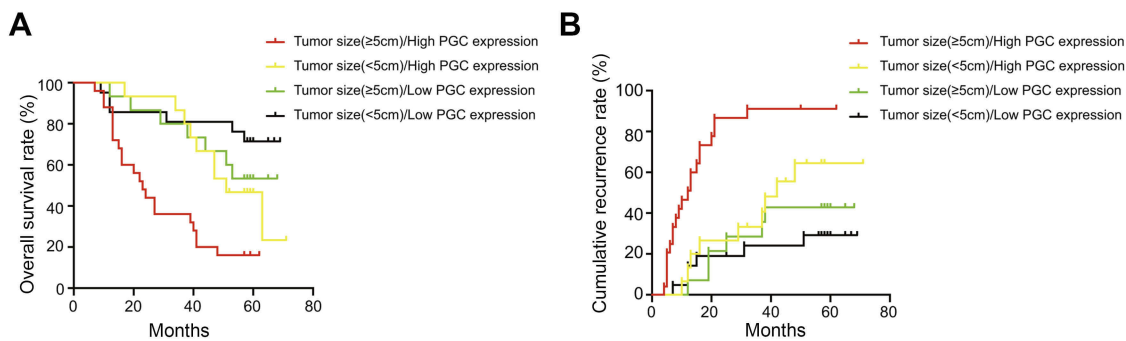 A
Tumor size(≥5cm)/High PGC expression
Tumor size(<5cm)/High PGC expression
Tumor size(≥5cm)/Low PGC expression
Tumor size(<5cm)/Low PGC expression
Overall survival rate (%)
100
80
60
40
20
0
0 20 40 60 80
Months
B
Tumor size(≥5cm)/High PGC expression
Tumor size(<5cm)/High PGC expression
Tumor size(≥5cm)/Low PGC expression
Tumor size(<5cm)/Low PGC expression
Cumulative recurrence rate (%)
100
80
60
40
20
0
0 20 40 60 80
Months